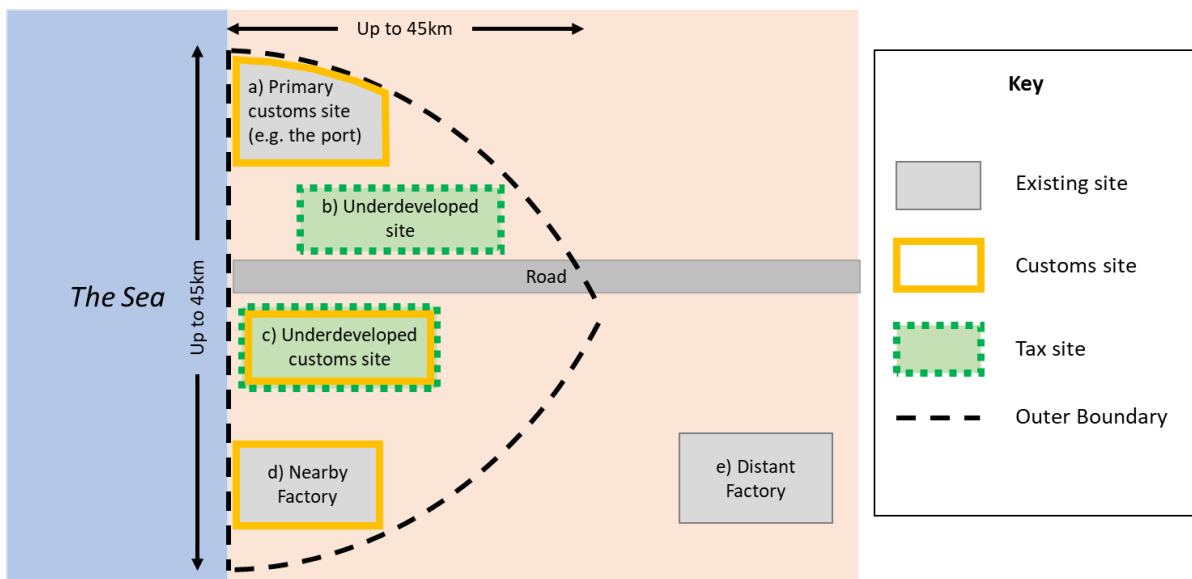 Up to 45km
a) Primary
customs site
(e.g. the port)
b) Underdeveloped
site
Road
The Sea
Up to 45km
c) Underdeveloped
customs site
d) Nearby
Factory
e) Distant
Factory
Key
Existing site
Customs site
Tax site
Outer Boundary